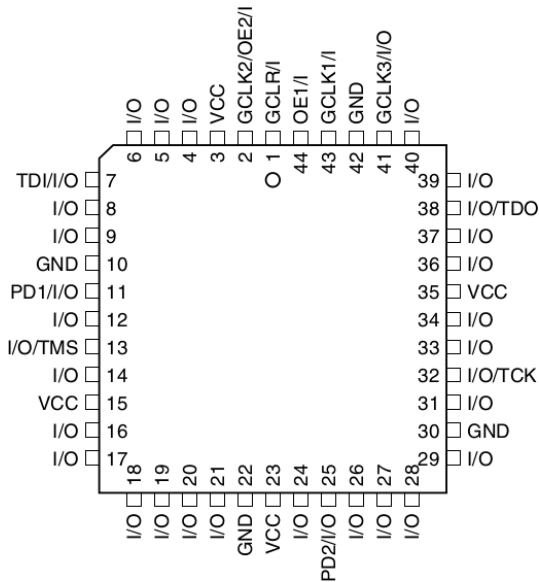 I/O I/O I/O VCC GCLK2/OE2/I GCLR/I OE1/I GCLK1/I GND GCLK3/I/O I/O
6 5 4 3 2 1 44 43 42 41 40
TDI/I/O 7 39 I/O
I/O 8 38 I/O/TDO
I/O 9 37 I/O
GND 10 36 I/O
PD1/I/O 11 35 VCC
I/O 12 34 I/O
I/O/TMS 13 33 I/O
I/O 14 32 I/O/TCK
VCC 15 31 I/O
I/O 16 30 GND
I/O 17 29 I/O
18 19 20 21 22 23 24 25 26 27 28
I/O I/O I/O I/O GND VCC I/O PD2/I/O I/O I/O I/O